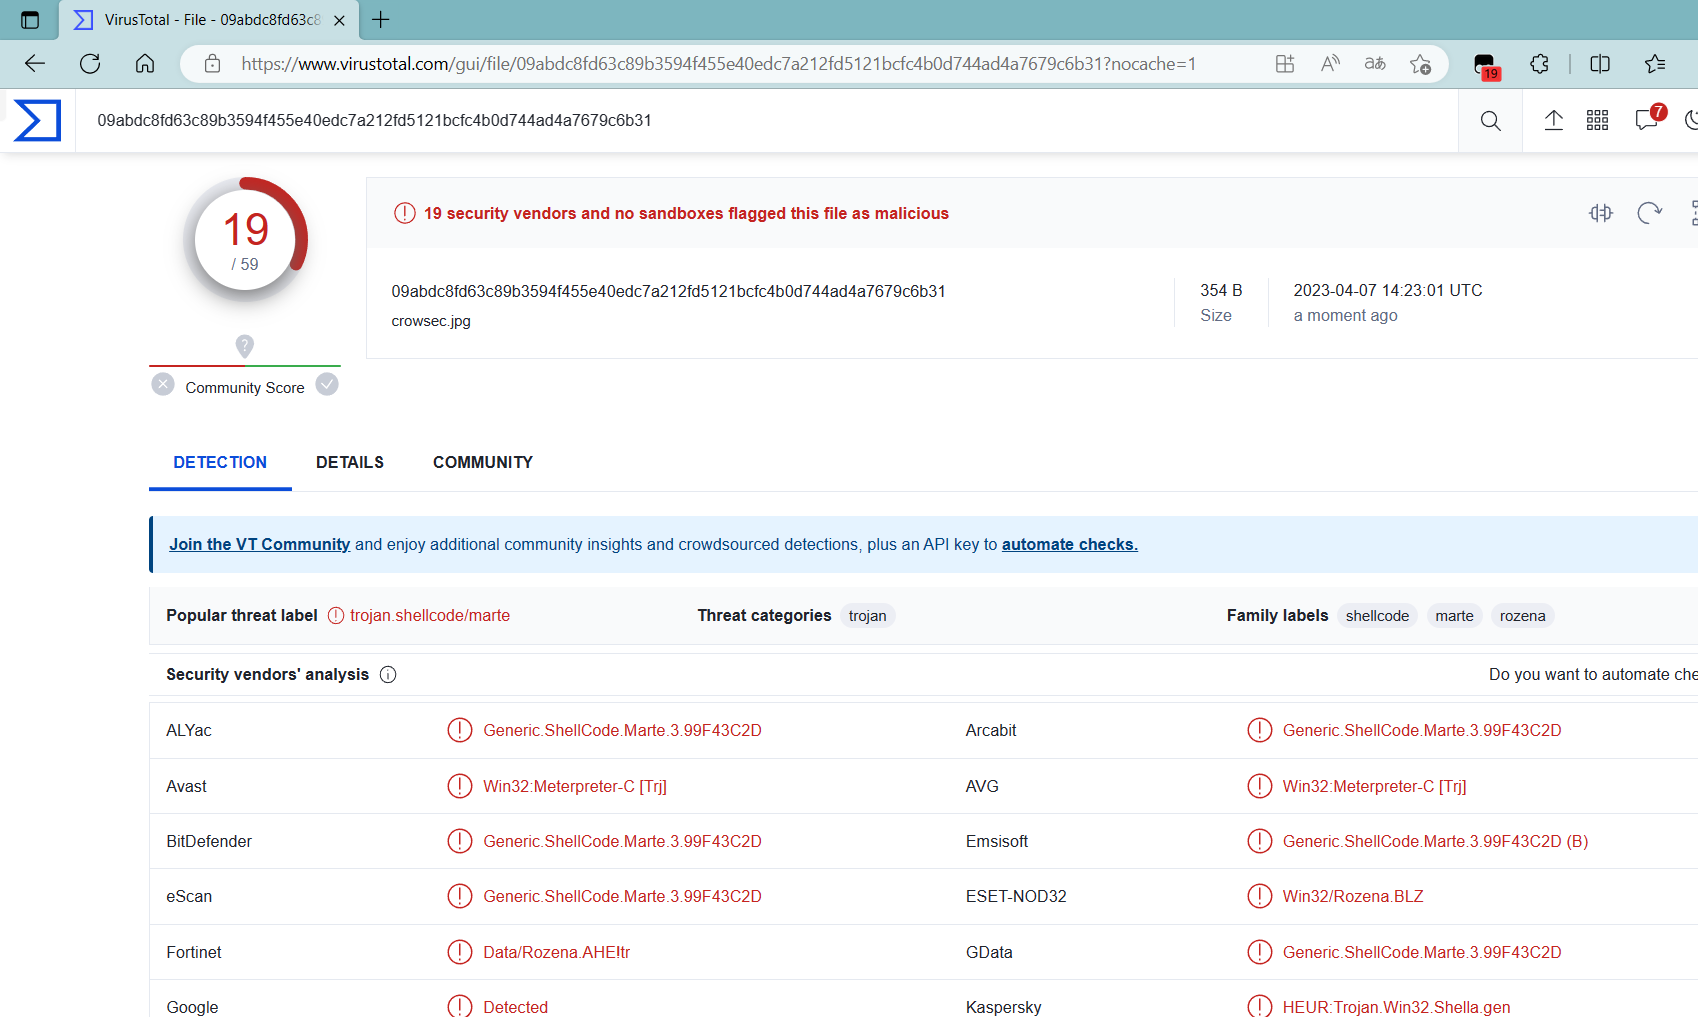 VirusTotal - File - 09abdc8fd63c8
https://www.virustotal.com/gui/file/09abdc8fd63c89b3594f455e40edc7a212fd5121bcfc4b0d744ad4a7679c6b31?nocache=1
19
09abdc8fd63c89b3594f455e40edc7a212fd5121bcfc4b0d744ad4a7679c6b31
7
19
/ 59
19 security vendors and no sandboxes flagged this file as malicious
09abdc8fd63c89b3594f455e40edc7a212fd5121bcfc4b0d744ad4a7679c6b31
crowsec.jpg
354 B
Size
2023-04-07 14:23:01 UTC
a moment ago
?
Community Score
DETECTION DETAILS COMMUNITY
Join the VT Community and enjoy additional community insights and crowdsourced detections, plus an API key to automate checks.
Popular threat label trojan.shellcode/marte Threat categories trojan Family labels shellcode marte rozena
Security vendors' analysis Do you want to automate che
ALYac Generic.ShellCode.Marte.3.99F43C2D Arcabit Generic.ShellCode.Marte.3.99F43C2D
Avast Win32:Meterpreter-C [Trj] AVG Win32:Meterpreter-C [Trj]
BitDefender Generic.ShellCode.Marte.3.99F43C2D Emsisoft Generic.ShellCode.Marte.3.99F43C2D (B)
eScan Generic.ShellCode.Marte.3.99F43C2D ESET-NOD32 Win32/Rozena.BLZ
Fortinet Data/Rozena.AHE!tr GData Generic.ShellCode.Marte.3.99F43C2D
Google Detected Kaspersky HEUR:Trojan.Win32.Shella.gen